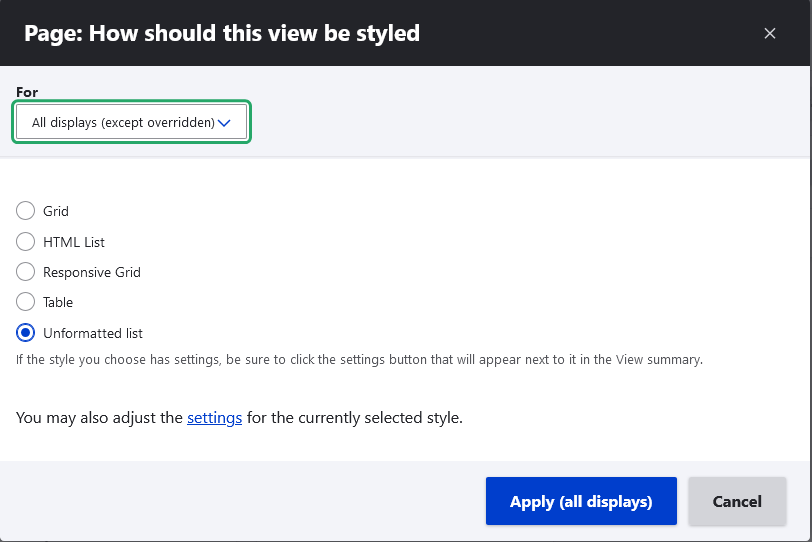 Page: How should this view be styled
For
All displays (except overridden)
Grid
HTML List
Responsive Grid
Table
Unformatted list
If the style you choose has settings, be sure to click the settings button that will appear next to it in the View summary.
You may also adjust the settings for the currently selected style.
Apply (all displays)
Cancel